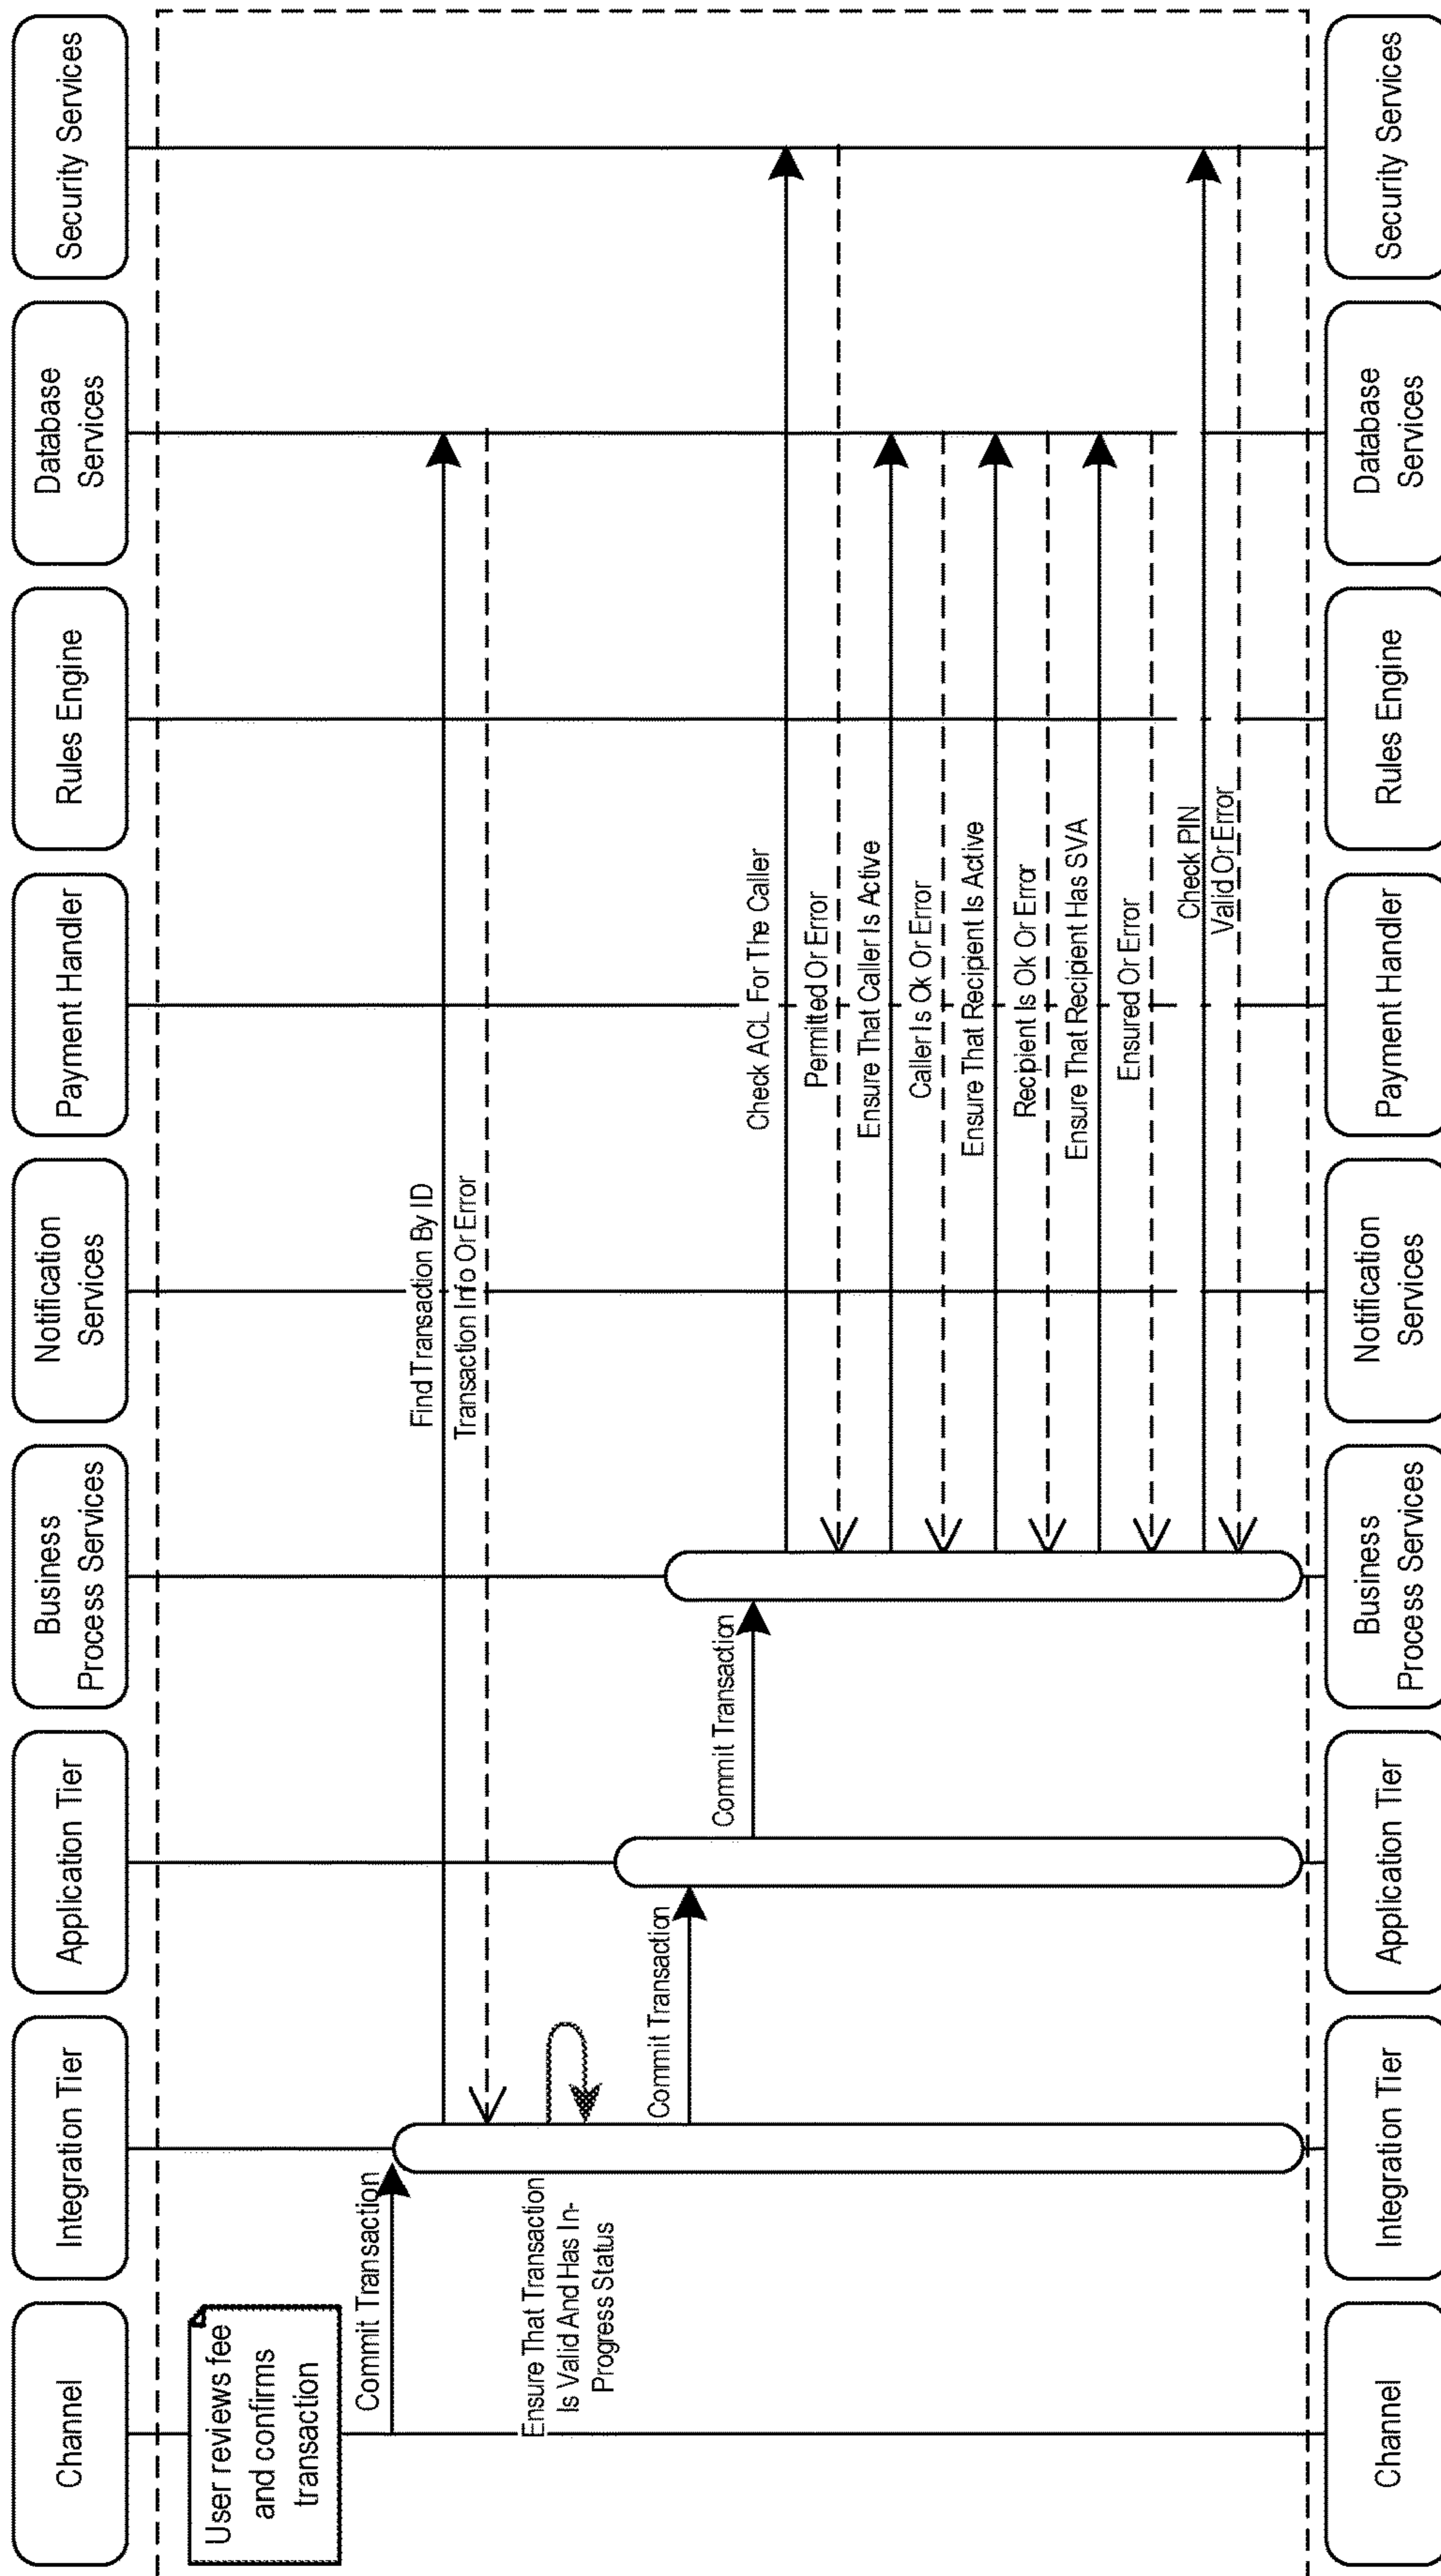 Channel
Integration Tier
Application Tier
Business
Process Services
Notification
Services
Payment Handler
Rules Engine
Database
Services
Security Services
User reviews fee
and confirms
transaction
Commit Transaction
Find Transaction By ID
Transaction Info Or Error
Ensure That Transaction
Is Valid And Has In-
Progress Status
Commit Transaction
Commit Transaction
Check ACL For The Caller
Permitted Or Error
Ensure That Caller Is Active
Caller Is Ok Or Error
Ensure That Recipient Is Active
Recipient Is Ok Or Error
Ensure That Recipient Has SVA
Ensured Or Error
Check PIN
Valid Or Error
Channel
Integration Tier
Application Tier
Business
Process Services
Notification
Services
Payment Handler
Rules Engine
Database
Services
Security Services